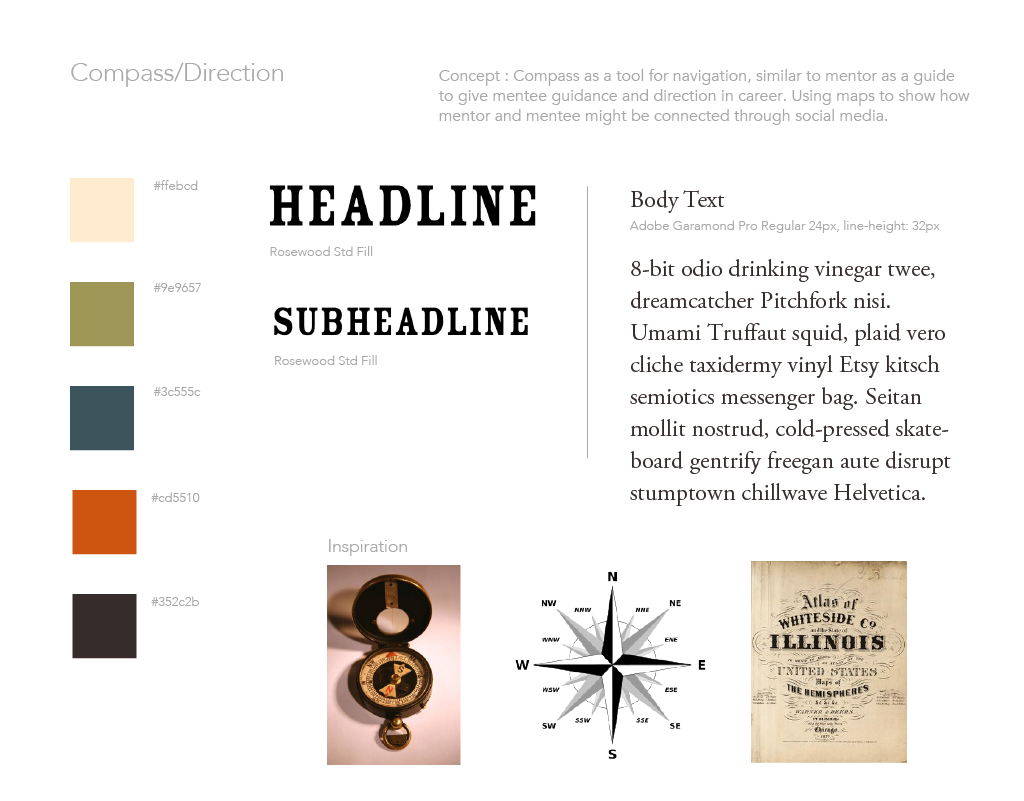 Compass/Direction
Concept : Compass as a tool for navigation, similar to mentor as a guide
to give mentee guidance and direction in career. Using maps to show how
mentor and mentee might be connected through social media.
#ffebcd
#9e9657
#3c555c
#cd5510
#352c2b
HEADLINE
Rosewood Std Fill
SUBHEADLINE
Rosewood Std Fill
Body Text
Adobe Garamond Pro Regular 24px, line-height: 32px
8-bit odio drinking vinegar twee,
dreamcatcher Pitchfork nisi.
Umami Truffaut squid, plaid vero
cliche taxidermy vinyl Etsy kitsch
semiotics messenger bag. Seitan
mollit nostrud, cold-pressed skate-
board gentrify freegan aute disrupt
stumptown chillwave Helvetica.
Inspiration
S
N
N
NW
NNW
NNE
NE
WNW
ENE
W
E
WSW
ESE
SW
SSW
SSE
SE
S
Atlas of
WHITESIDE Co
and the State of
ILLINOIS
UNITED STATES
Maps of
THE HEMISPHERES
&c &c &c
WARNER & BEERS
Chicago